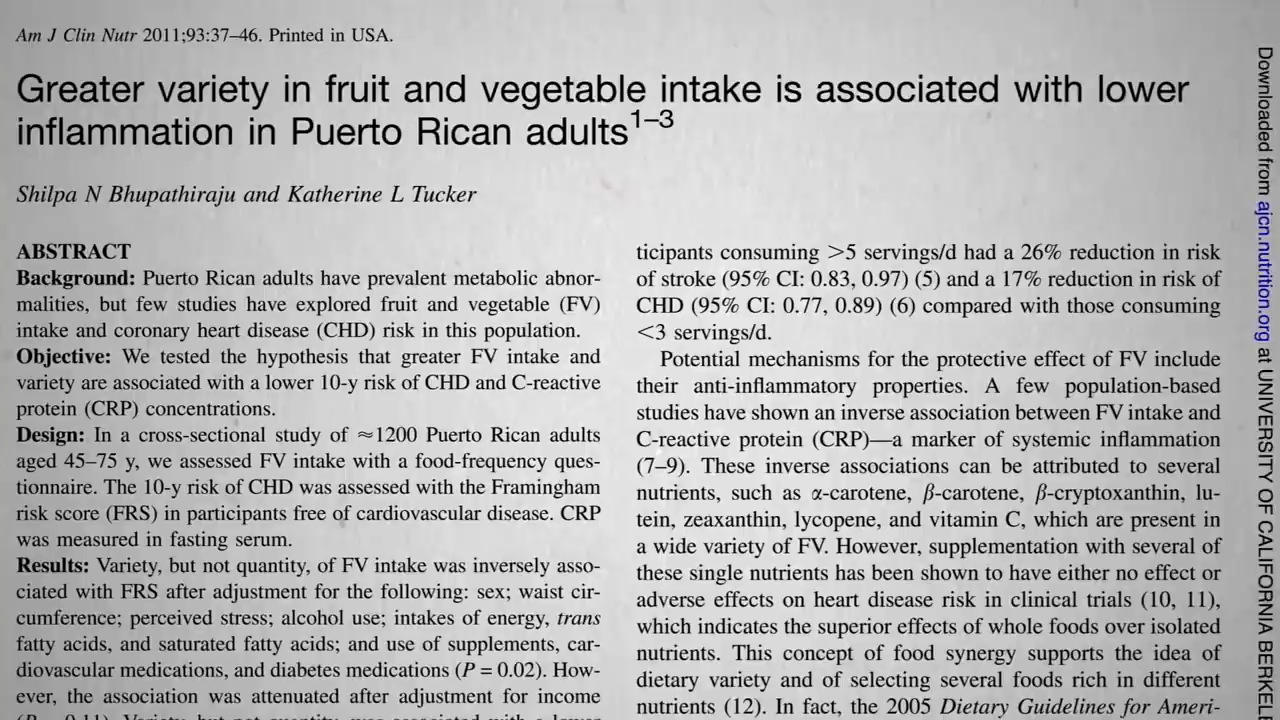 Am J Clin Nutr 2011;93:37–46. Printed in USA.
Greater variety in fruit and vegetable intake is associated with lower
inflammation in Puerto Rican adults1–3
Shilpa N Bhupathiraju and Katherine L Tucker
ABSTRACT
Background: Puerto Rican adults have prevalent metabolic abnor-
malities, but few studies have explored fruit and vegetable (FV)
intake and coronary heart disease (CHD) risk in this population.
Objective: We tested the hypothesis that greater FV intake and
variety are associated with a lower 10-y risk of CHD and C-reactive
protein (CRP) concentrations.
Design: In a cross-sectional study of ≈1200 Puerto Rican adults
aged 45–75 y, we assessed FV intake with a food-frequency ques-
tionnaire. The 10-y risk of CHD was assessed with the Framingham
risk score (FRS) in participants free of cardiovascular disease. CRP
was measured in fasting serum.
Results: Variety, but not quantity, of FV intake was inversely asso-
ciated with FRS after adjustment for the following: sex; waist cir-
cumference; perceived stress; alcohol use; intakes of energy, trans
fatty acids, and saturated fatty acids; and use of supplements, car-
diovascular medications, and diabetes medications (P = 0.02). How-
ever, the association was attenuated after adjustment for income
ticipants consuming >5 servings/d had a 26% reduction in risk
of stroke (95% CI: 0.83, 0.97) (5) and a 17% reduction in risk of
CHD (95% CI: 0.77, 0.89) (6) compared with those consuming
<3 servings/d.
Potential mechanisms for the protective effect of FV include
their anti-inflammatory properties. A few population-based
studies have shown an inverse association between FV intake and
C-reactive protein (CRP)—a marker of systemic inflammation
(7–9). These inverse associations can be attributed to several
nutrients, such as α-carotene, β-carotene, β-cryptoxanthin, lu-
tein, zeaxanthin, lycopene, and vitamin C, which are present in
a wide variety of FV. However, supplementation with several of
these single nutrients has been shown to have either no effect or
adverse effects on heart disease risk in clinical trials (10, 11),
which indicates the superior effects of whole foods over isolated
nutrients. This concept of food synergy supports the idea of
dietary variety and of selecting several foods rich in different
nutrients (12). In fact, the 2005 Dietary Guidelines for Ameri-
Downloaded from ajcn.nutrition.org at UNIVERSITY OF CALIFORNIA BERKEL